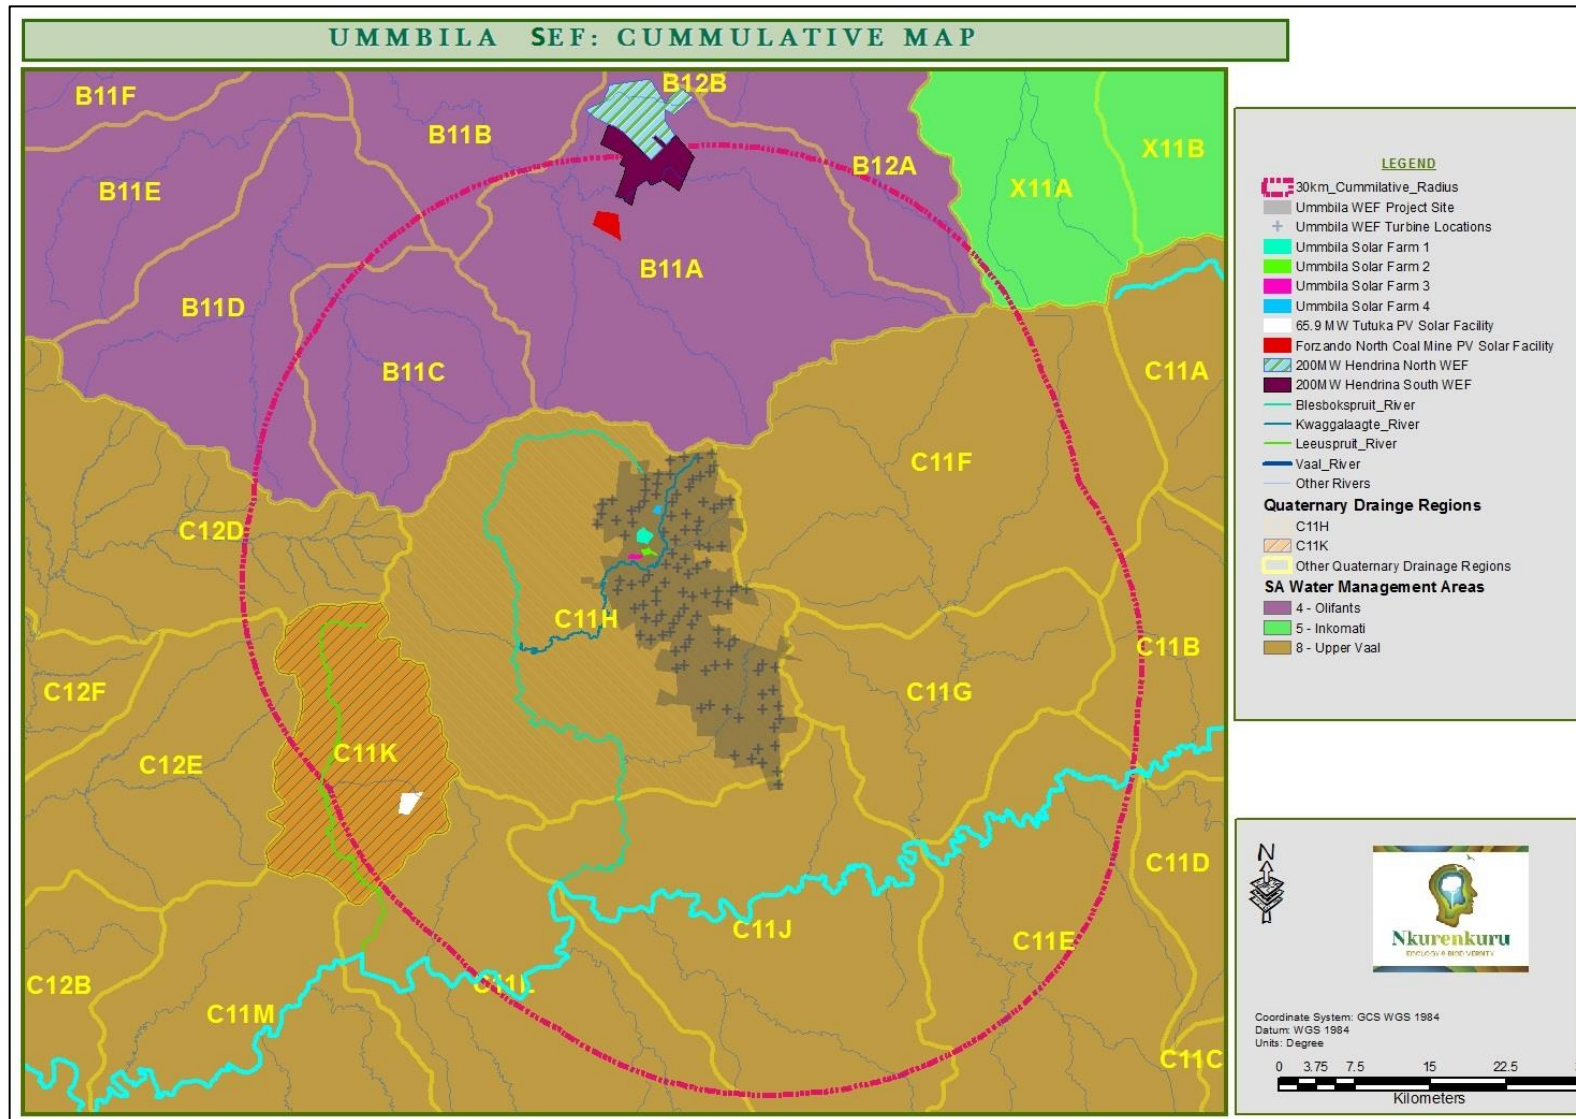 UMMBILA SEF: CUMMULATIVE MAP
B11F
B12B
B11B
X11B
B12A
B11E
X11A
B11A
B11D
B11C
C11A
C11F
C12D
C11H
C11B
C12F
C11G
C11K
C12E
C11D
C11J
C11E
C12B
C11M
C11C
LEGEND
30km_Cummilative_Radius
Ummbila WEF Project Site
Ummbila WEF Turbine Locations
Ummbila Solar Farm 1
Ummbila Solar Farm 2
Ummbila Solar Farm 3
Ummbila Solar Farm 4
65.9 MW Tutuka PV Solar Facility
Forzando North Coal Mine PV Solar Facility
200MW Hendrina North WEF
200MW Hendrina South WEF
Blesbokspruit_River
Kwaggalaagte_River
Leeuspruit_River
Vaal_River
Other Rivers
Quaternary Drainge Regions
C11H
C11K
Other Quaternary Drainage Regions
SA Water Management Areas
4 - Olifants
5 - Inkomati
8 - Upper Vaal
N
Nkurenkuru
ECOLOGY & BIODIVERSITY
Coordinate System: GCS WGS 1984
Datum: WGS 1984
Units: Degree
0 3.75 7.5 15 22.5
Kilometers